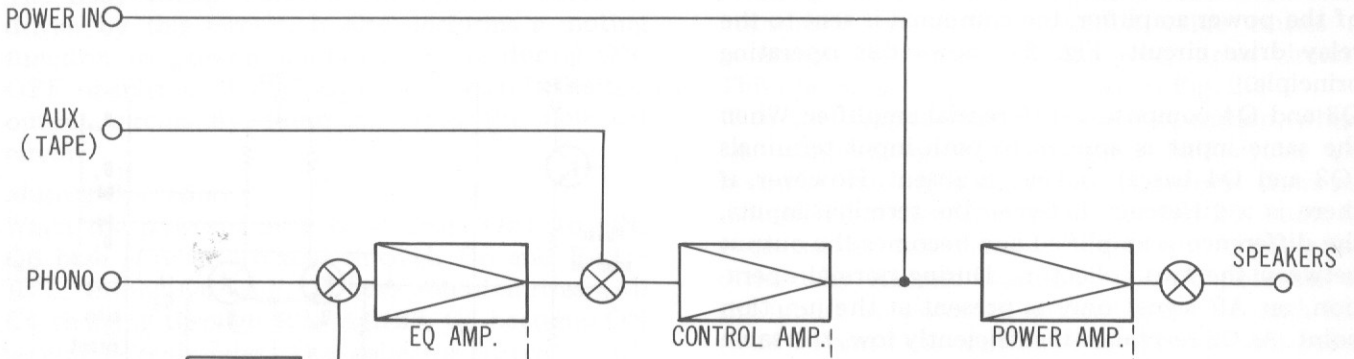 POWER IN
AUX
(TAPE)
PHONO
SPEAKERS
EQ AMP.
CONTROL AMP.
POWER AMP.